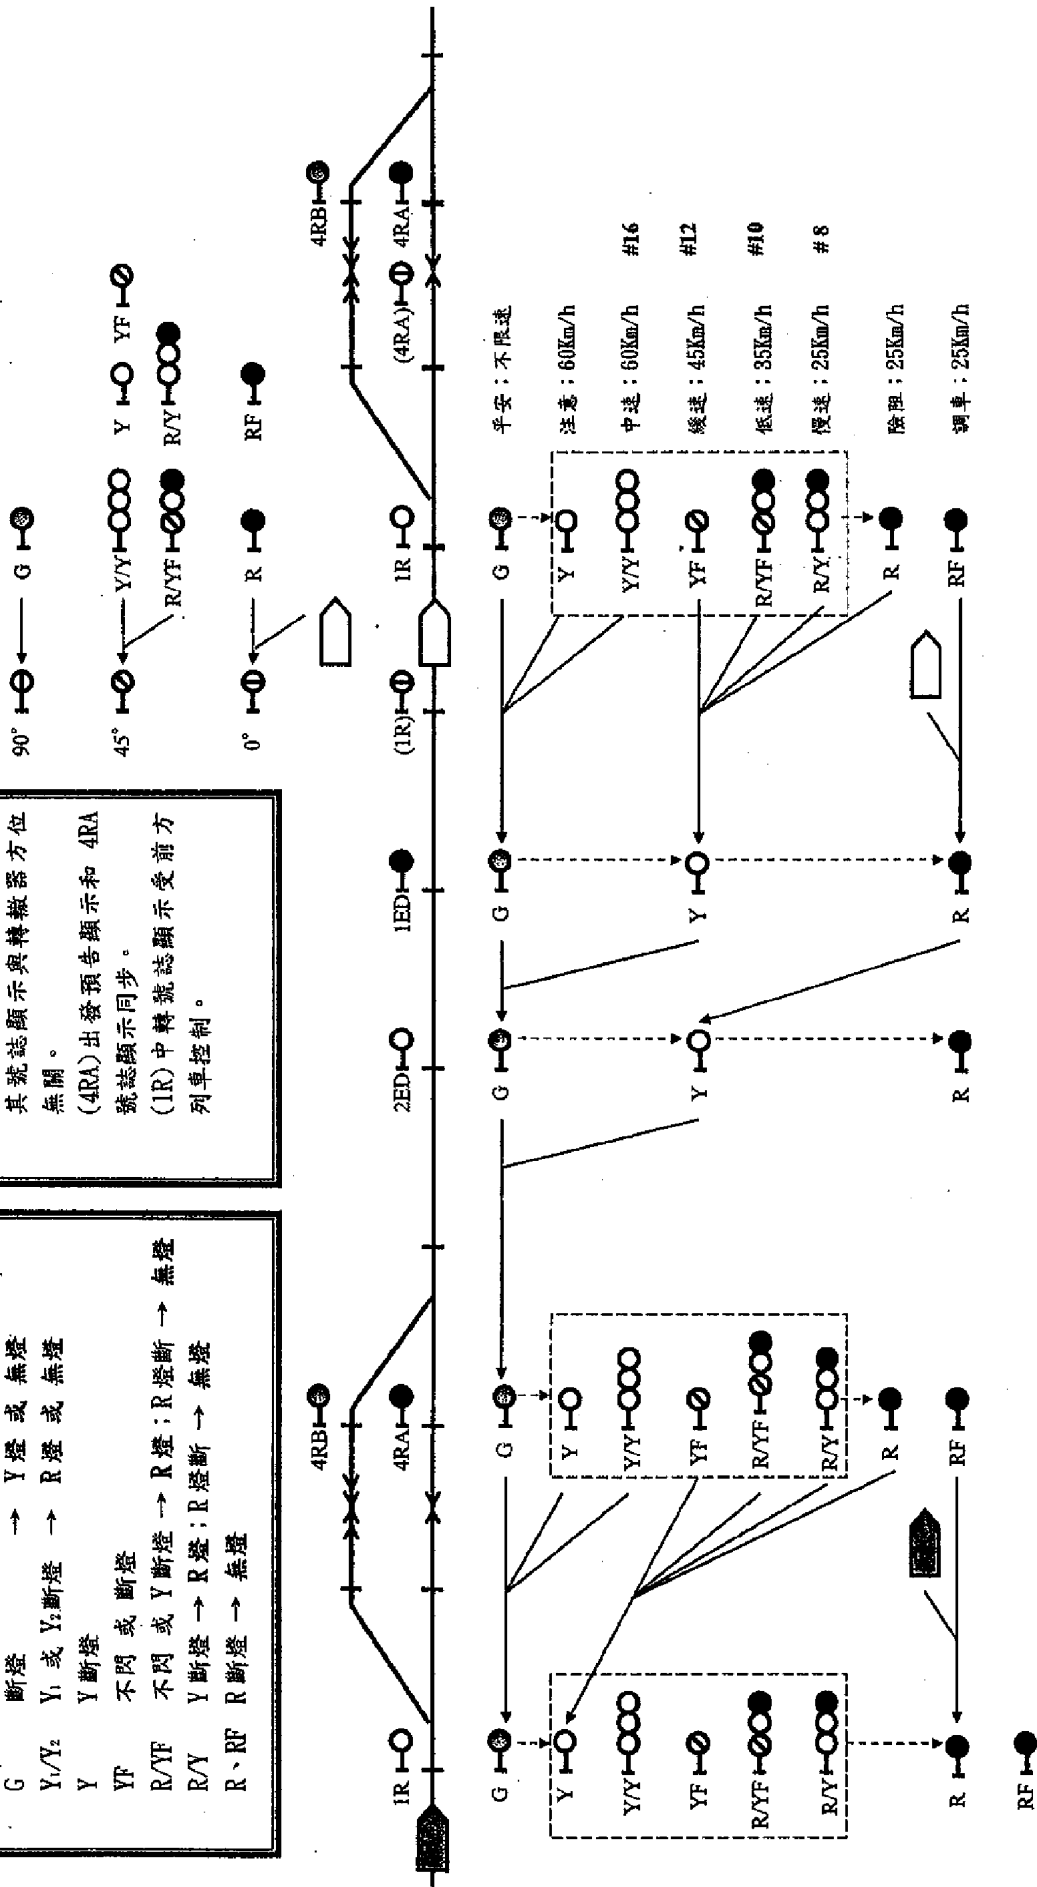 G 斷燈 → Y燈 或 無燈
Y₁/Y₂ Y₁ 或 Y₂斷燈 → R燈 或 無燈
Y Y斷燈
YF 不閃 或 斷燈
R/YF 不閃 或 Y斷燈 → R燈；R燈斷 → 無燈
R/Y Y斷燈 → R燈；R燈斷 → 無燈
R、RF R斷燈 → 無燈
其號誌顯示與轉轍器方位
無關。
(4RA)出發預告顯示和 4RA
號誌顯示同步。
(1R)中轉號誌顯示受前方
列車控制。
90° G
45° Y/Y Y YF
R/YF R/Y
0° R RF
4RB 4RB
1R 4RA 2ED 1ED (1R) 1R (4RA) 4RA
G G G G G 平安；不限速
Y Y Y 注意；60Km/h
Y/Y Y/Y Y/Y 中速；60Km/h #16
YF YF Y Y YF 緩速；45Km/h #12
R/YF R/YF R/YF 低速；35Km/h #10
R/Y R/Y R/Y 慢速；25Km/h #8
R R 險阻；25Km/h
R RF R R RF 調車；25Km/h
RF